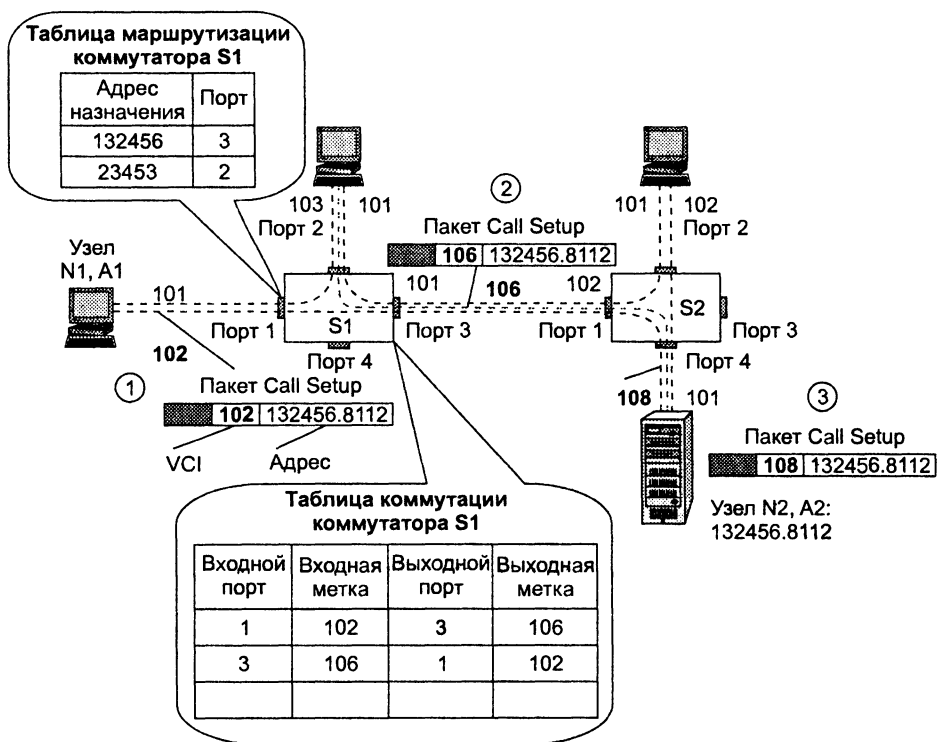 Таблица маршрутизации
коммутатора S1
Адрес
назначения
Порт
132456
3
23453
2
103
101
Порт 2
2
Пакет Call Setup
106
132456.8112
101
102
Порт 2
Узел
N1, A1
101
Порт 1
102
S1
Порт 4
101
Порт 3
106
102
Порт 1
S2
Порт 3
Порт 4
108
101
1
Пакет Call Setup
102
132456.8112
VCI
Адрес
3
Пакет Call Setup
108
132456.8112
Узел N2, A2:
132456.8112
Таблица коммутации
коммутатора S1
Входной
порт
Входная
метка
Выходной
порт
Выходная
метка
1
102
3
106
3
106
1
102